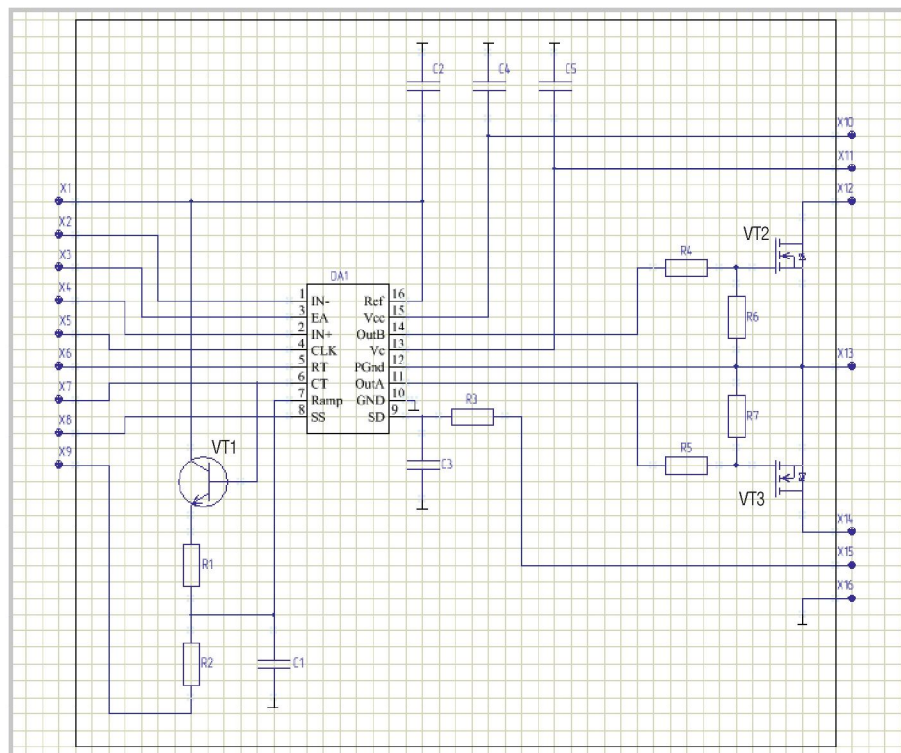 C2
C4
C5
X10
X11
X1
X12
X2
VT2
X3
R4
DA1
X4
1 IN- Ref 16
3 EA Vcc 15
R6
X5
2 IN+ OutB 14
4 CLK Vc 13
X6
5 RT PGnd 12
X13
X7
6 CT OutA 11
7 Ramp GND 10
R3
R7
X8
8 SS SD 9
VT1
X9
C3
R5
VT3
X14
R1
X15
X16
R2
C1